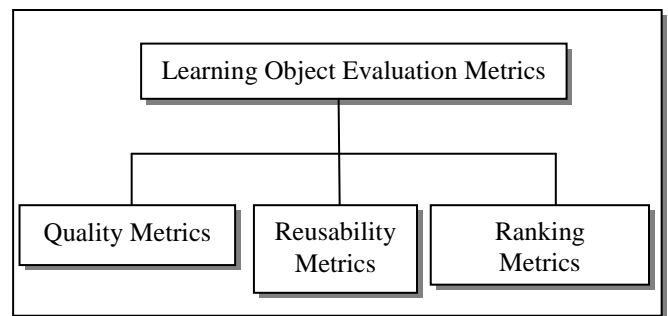 Learning Object Evaluation Metrics
Quality Metrics
Reusability
Metrics
Ranking
Metrics